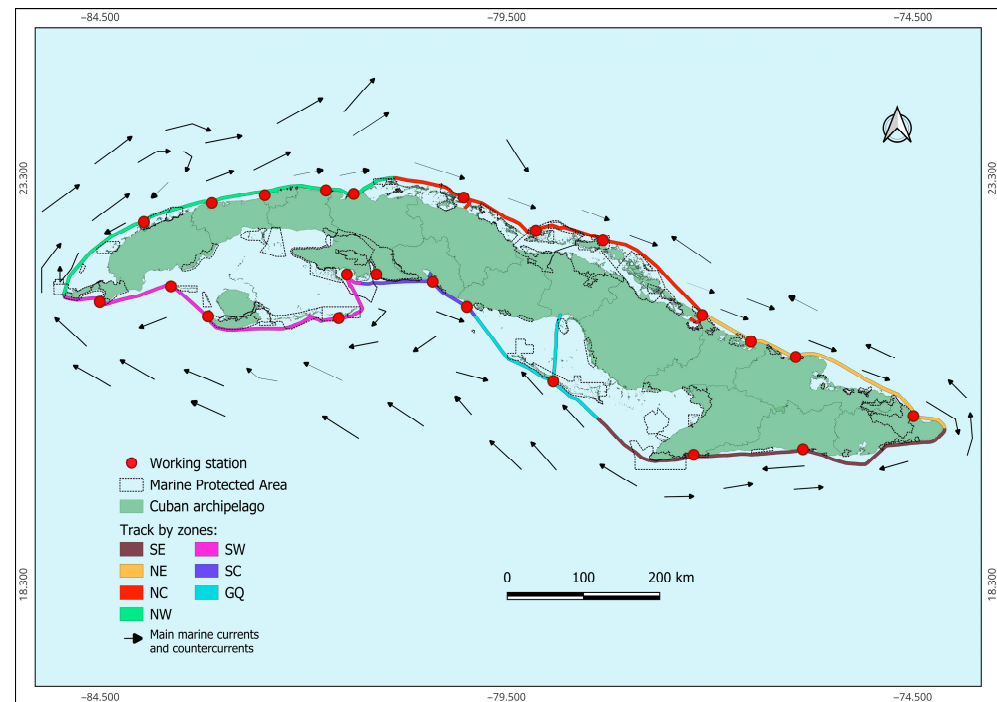 −84.500 −79.500 −74.500
23.300 23.300
Working station
Marine Protected Area
Cuban archipelago
Track by zones:
SE SW
NE SC
NC GQ
NW
Main marine currents
and countercurrents
0 100 200 km
18.300 18.300
−84.500 −79.500 −74.500